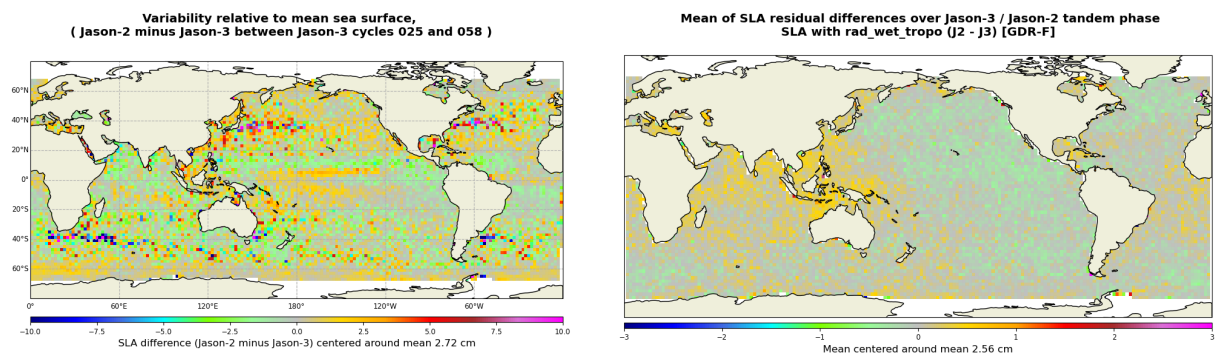 Variability relative to mean sea surface,
( Jason-2 minus Jason-3 between Jason-3 cycles 025 and 058 )
60°N
40°N
20°N
0°
20°S
40°S
60°S
0° 60°E 120°E 180° 120°W 60°W
−10.0 −7.5 −5.0 −2.5 0.0 2.5 5.0 7.5 10.0
SLA difference (Jason-2 minus Jason-3) centered around mean 2.72 cm
Mean of SLA residual differences over Jason-3 / Jason-2 tandem phase
SLA with rad_wet_tropo (J2 - J3) [GDR-F]
−3 −2 −1 0 1 2 3
Mean centered around mean 2.56 cm